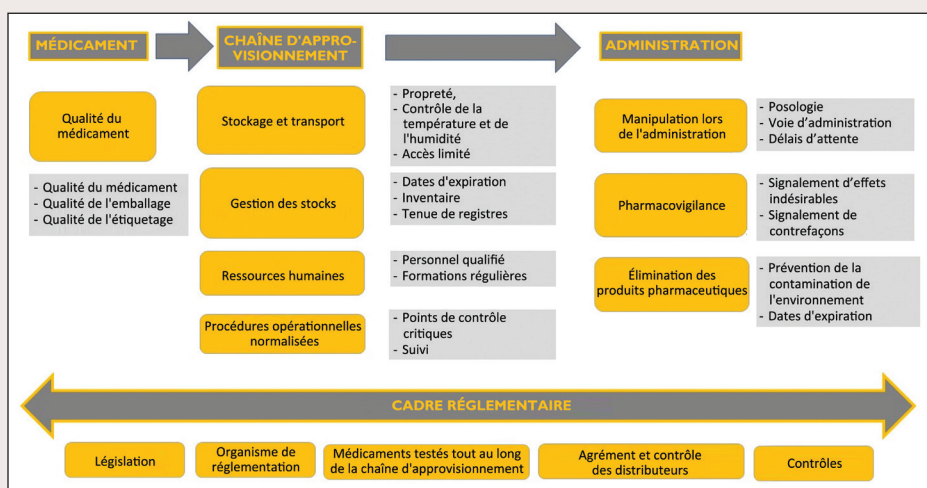 MÉDICAMENT
CHAÎNE D'APPRO-
VISIONNEMENT
ADMINISTRATION
Qualité du
médicament
- Qualité du médicament
- Qualité de l'emballage
- Qualité de l'étiquetage
Stockage et transport
- Propreté,
- Contrôle de la
température et de
l'humidité
- Accès limité
Gestion des stocks
- Dates d'expiration
- Inventaire
- Tenue de registres
Ressources humaines
- Personnel qualifié
- Formations régulières
Procédures opérationnelles
normalisées
- Points de contrôle
critiques
- Suivi
Manipulation lors
de l'administration
- Posologie
- Voie d'administration
- Délais d'attente
Pharmacovigilance
- Signalement d'effets
indésirables
- Signalement de
contrefaçons
Élimination des
produits pharmaceutiques
- Prévention de la
contamination de
l'environnement
- Dates d'expiration
CADRE RÉGLEMENTAIRE
Législation
Organisme de
réglementation
Médicaments testés tout au long
de la chaîne d'approvisionnement
Agrément et contrôle
des distributeurs
Contrôles